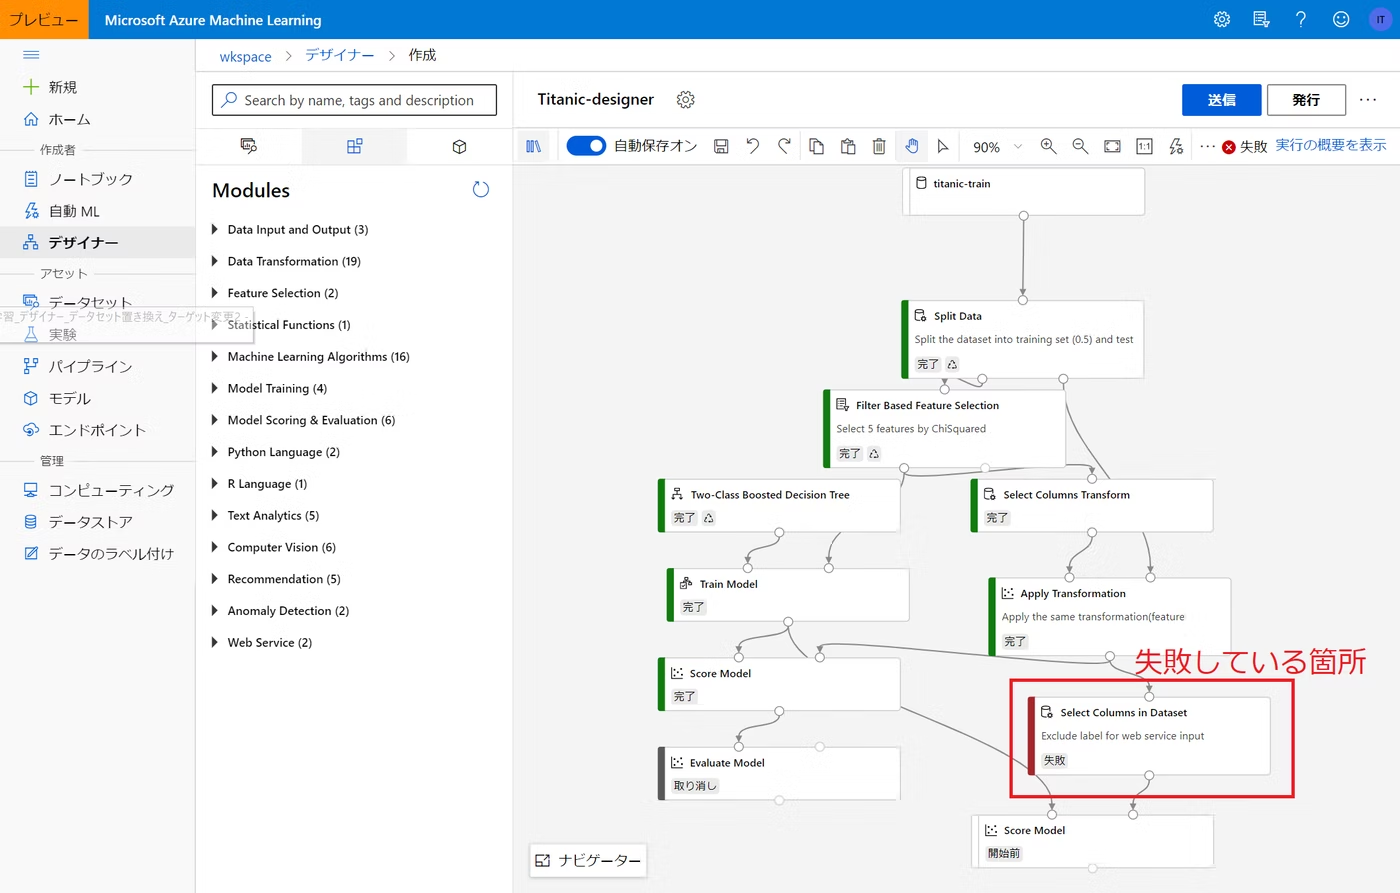 プレビュー
Microsoft Azure Machine Learning
IT
新規
ホーム
作成者
ノートブック
自動 ML
デザイナー
アセット
データセット
習_デザイナー_データセット置き換え_ターゲット変更2 -
実験
パイプライン
モデル
エンドポイント
管理
コンピューティング
データストア
データのラベル付け
wkspace > デザイナー > 作成
Search by name, tags and description
Modules
Data Input and Output (3)
Data Transformation (19)
Feature Selection (2)
Statistical Functions (1)
Machine Learning Algorithms (16)
Model Training (4)
Model Scoring & Evaluation (6)
Python Language (2)
R Language (1)
Text Analytics (5)
Computer Vision (6)
Recommendation (5)
Anomaly Detection (2)
Web Service (2)
Titanic-designer
送信
発行
自動保存オン
90%
1:1
失敗
実行の概要を表示
titanic-train
Split Data
Split the dataset into training set (0.5) and test
完了
Filter Based Feature Selection
Select 5 features by ChiSquared
完了
Two-Class Boosted Decision Tree
完了
Select Columns Transform
完了
Train Model
完了
Apply Transformation
Apply the same transformation(feature
完了
失敗している箇所
Score Model
完了
Select Columns in Dataset
Exclude label for web service input
失敗
Evaluate Model
取り消し
Score Model
開始前
ナビゲーター